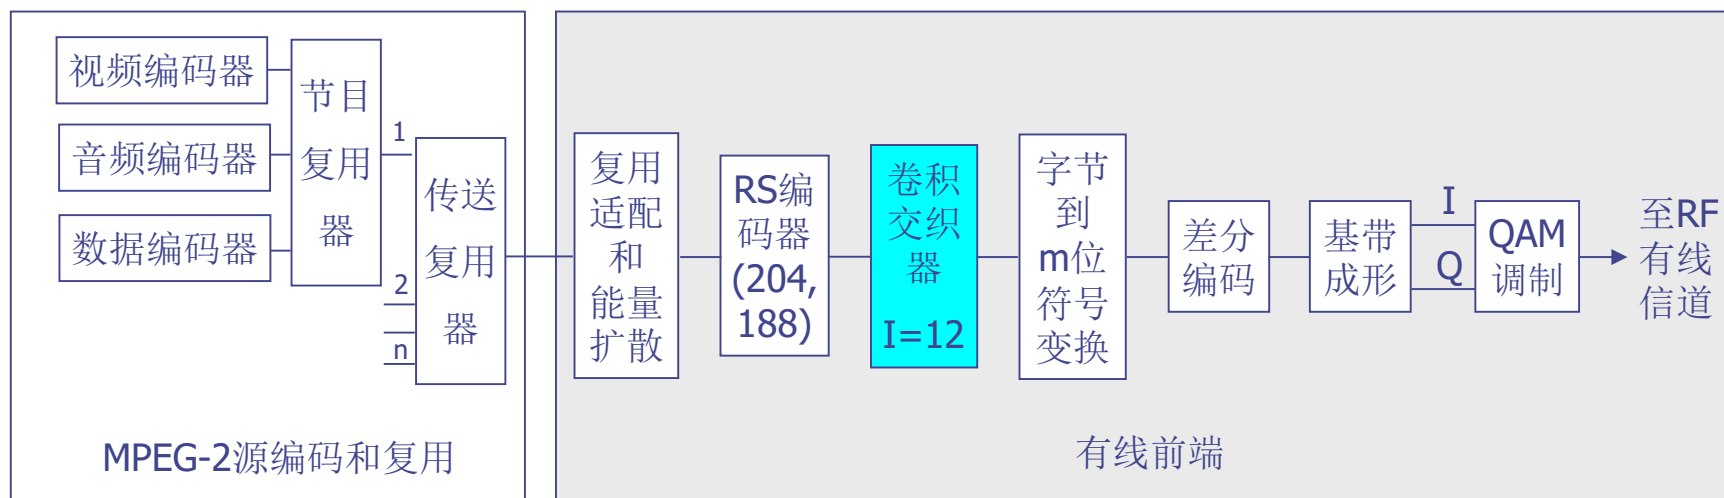 视频编码器
音频编码器
数据编码器
节目
复用
器
1
2
n
传送
复用
器
MPEG-2源编码和复用
复用
适配
和
能量
扩散
RS编
码器
(204,
188)
卷积
交织
器
I=12
字节
到
m位
符号
变换
差分
编码
基带
成形
I
Q
QAM
调制
至RF
有线
信道
有线前端